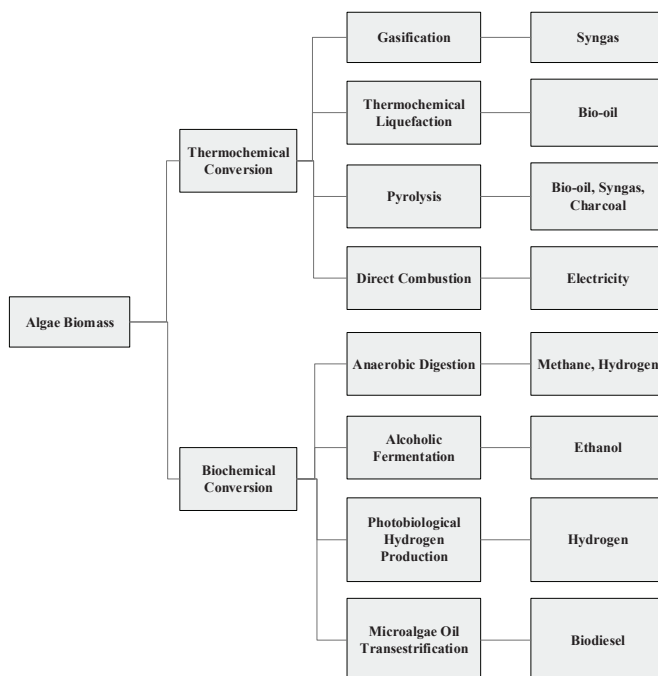 Gasification
Syngas
Thermochemical
Liquefaction
Bio-oil
Thermochemical
Conversion
Pyrolysis
Bio-oil, Syngas,
Charcoal
Direct Combustion
Electricity
Algae Biomass
Anaerobic Digestion
Methane, Hydrogen
Alcoholic
Fermentation
Ethanol
Biochemical
Conversion
Photobiological
Hydrogen
Production
Hydrogen
Microalgae Oil
Transestrification
Biodiesel